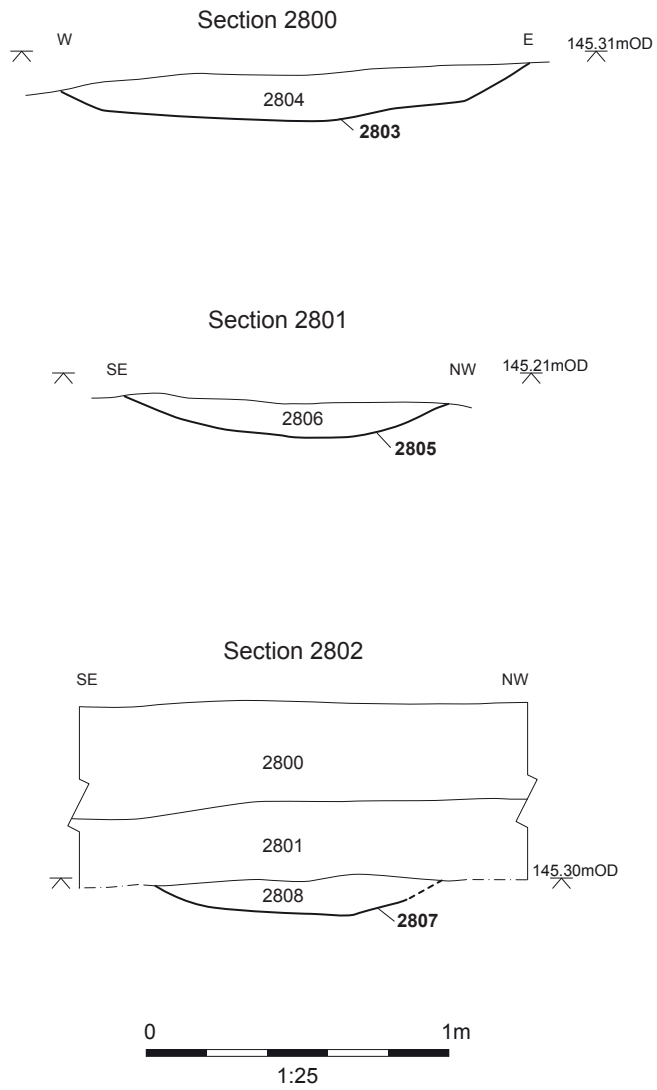 Section 2800
W E 145.31mOD
2804
2803
Section 2801
SE NW 145.21mOD
2806
2805
Section 2802
SE NW
2800
2801
145.30mOD
2808
2807
0 1m
1:25